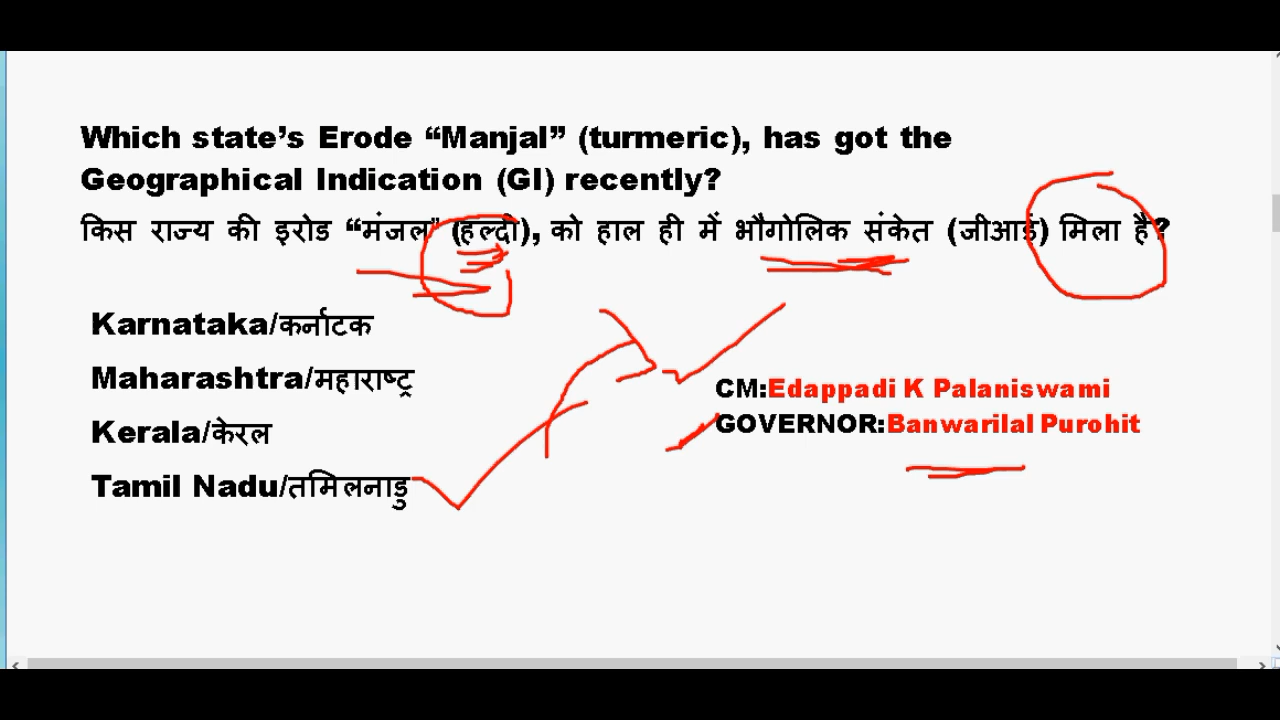 Which state’s Erode “Manjal” (turmeric), has got the
Geographical Indication (GI) recently?
किस राज्य की इरोड “मंजल” (हल्दी), को हाल ही में भौगोलिक संकेत (जीआई) मिला है?
Karnataka/कर्नाटक
Maharashtra/महाराष्ट्र
Kerala/केरल
Tamil Nadu/तमिलनाडु
CM:Edappadi K Palaniswami
GOVERNOR:Banwarilal Purohit